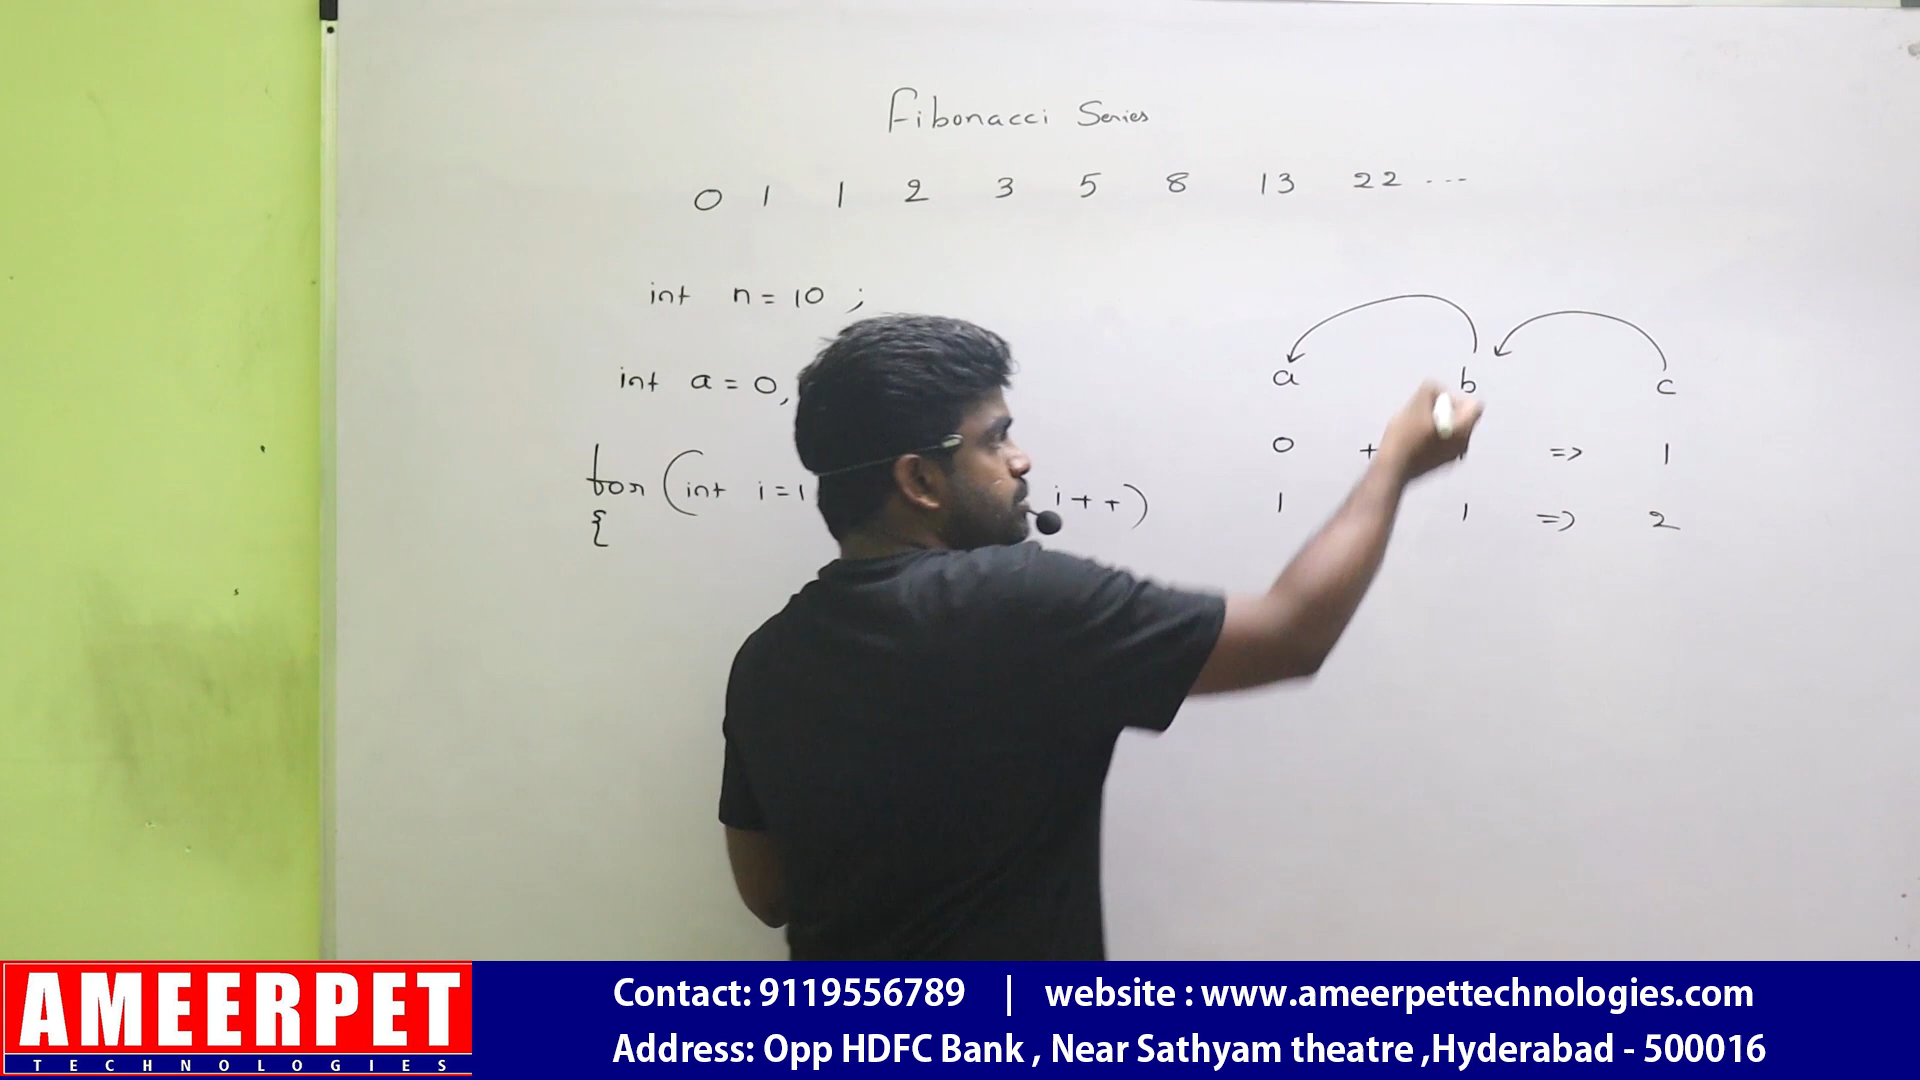 Fibonacci Series
0 1 1 2 3 5 8 13 22 ...
int n = 10 ;
int a = 0,
for (int i = 1 i++)
{
a b c
0 + 1 => 1
1 1 => 2
AMEERPET
TECHNOLOGIES
Contact: 9119556789 | website : www.ameerpettechnologies.com
Address: Opp HDFC Bank , Near Sathyam theatre ,Hyderabad - 500016